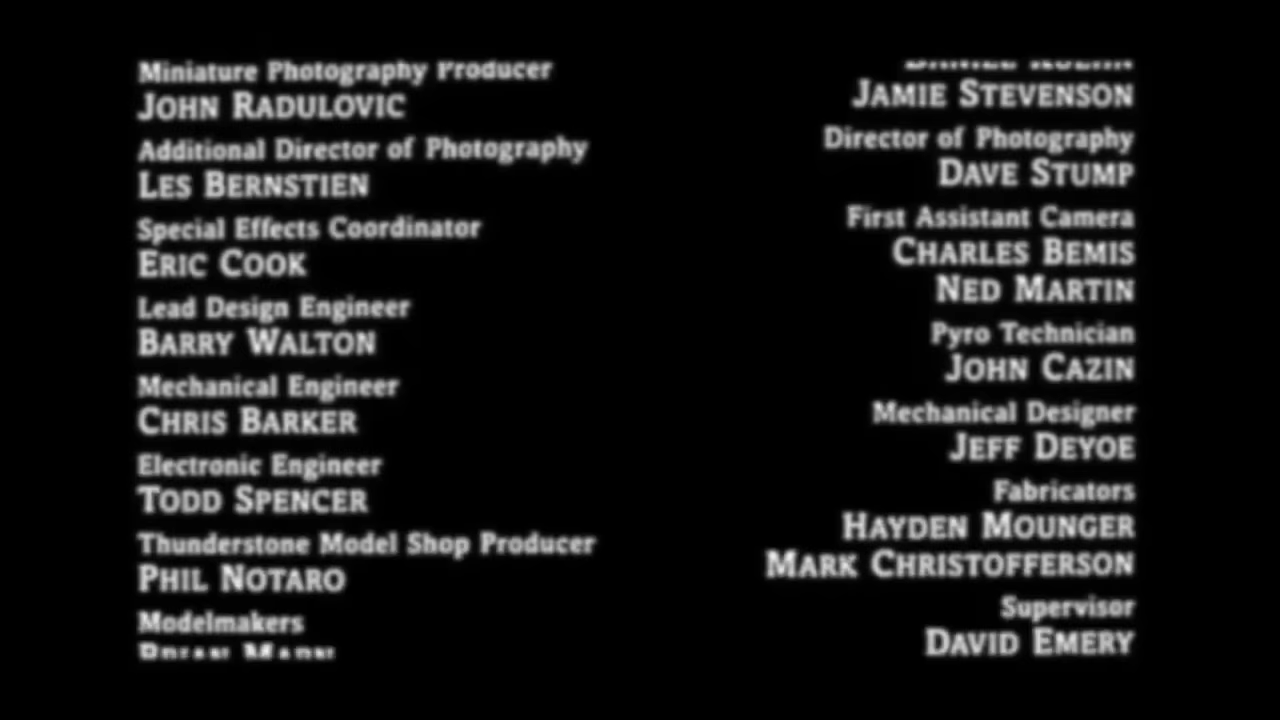 Miniature Photography Producer
JOHN RADULOVIC
Additional Director of Photography
LES BERNSTIEN
Special Effects Coordinator
ERIC COOK
Lead Design Engineer
BARRY WALTON
Mechanical Engineer
CHRIS BARKER
Electronic Engineer
TODD SPENCER
Thunderstone Model Shop Producer
PHIL NOTARO
Modelmakers
BRIAN
JAMIE STEVENSON
Director of Photography
DAVE STUMP
First Assistant Camera
CHARLES BEMIS
NED MARTIN
Pyro Technician
JOHN CAZIN
Mechanical Designer
JEFF DEYOE
Fabricators
HAYDEN MOUNGER
MARK CHRISTOFFERSON
Supervisor
DAVID EMERY